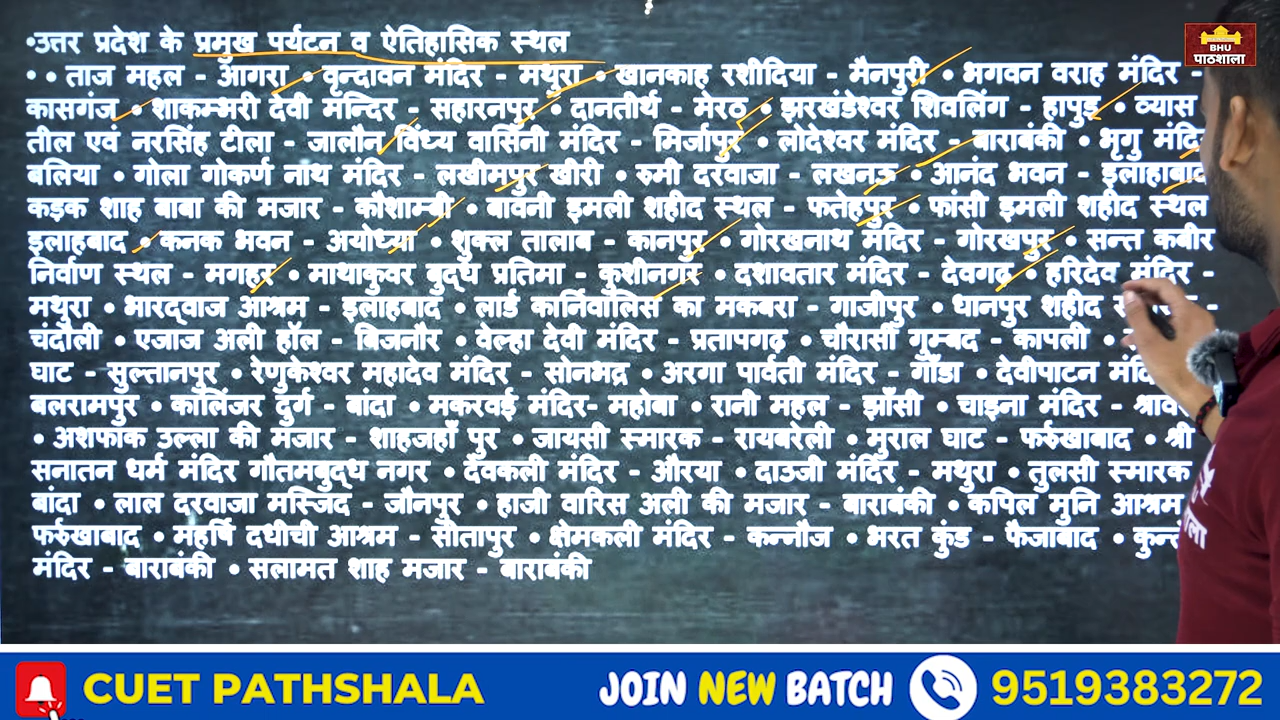 BHU
पाठशाला
•उत्तर प्रदेश के प्रमुख पर्यटन व ऐतिहासिक स्थल
• • ताज महल - आगरा • वृन्दावन मंदिर - मथुरा • खानकाह रशीदिया - मैनपुरी • भगवन वराह मंदिर -
कासगंज • शाकम्भरी देवी मन्दिर - सहारनपुर • दानतीर्थ - मेरठ • झरखंडेश्वर शिवलिंग - हापुड़ • व्यास
तील एवं नरसिंह टीला - जालौन विंध्य वासिनी मंदिर - मिर्जापुर • लोदेश्वर मंदिर - बाराबंकी • भृगु मंदिर
बलिया • गोला गोकर्ण नाथ मंदिर - लखीमपुर खीरी • रुमी दरवाजा - लखनऊ • आनंद भवन - इलाहाबाद
कड़क शाह बाबा की मजार - कौशाम्बी • बावनी इमली शहीद स्थल - फतेहपुर • फांसी इमली शहीद स्थल
इलाहबाद • कनक भवन - अयोध्या • शुक्ल तालाब - कानपुर • गोरखनाथ मंदिर - गोरखपुर • सन्त कबीर
निर्वाण स्थल - मगहर • माथाकुवर बुद्ध प्रतिमा - कुशीनगर • दशावतार मंदिर - देवगढ़ • हरिदेव मंदिर -
मथुरा • भारद्वाज आश्रम - इलाहाबाद • लार्ड कार्निवालिस का मकबरा - गाजीपुर • धानपुर शहीद -
चंदौली • एजाज अली हॉल - बिजनौर • वेल्हा देवी मंदिर - प्रतापगढ़ • चौरासी गुम्बद - कापली •
घाट - सुल्तानपुर • रेणुकेश्वर महादेव मंदिर - सोनभद्र • अरगा पार्वती मंदिर - गोंडा • देवीपाटन
बलरामपुर • कालिंजर दुर्ग - बांदा • मकरवई मंदिर- महोबा • रानी महल - झाँसी • चाइना मंदिर -
• अशफाक उल्ला की मजार - शाहजहाँ पुर • जायसी स्मारक - रायबरेली • मुराल घाट - फर्रुखाबाद • श्री
सनातन धर्म मंदिर गौतमबुद्ध नगर • देवकली मंदिर - औरया • दाउजी मंदिर - मथुरा • तुलसी स्मारक
बांदा • लाल दरवाजा मस्जिद - जौनपुर • हाजी वारिस अली की मजार - बाराबंकी • कपिल मुनि आश्रम
फर्रुखाबाद • महर्षि दधीची आश्रम - सीतापुर • क्षेमकली मंदिर - कन्नौज • भरत कुंड - फैजाबाद •
मंदिर - बाराबंकी • सलामत शाह मजार - बाराबंकी
CUET PATHSHALA
JOIN NEW BATCH
9519383272